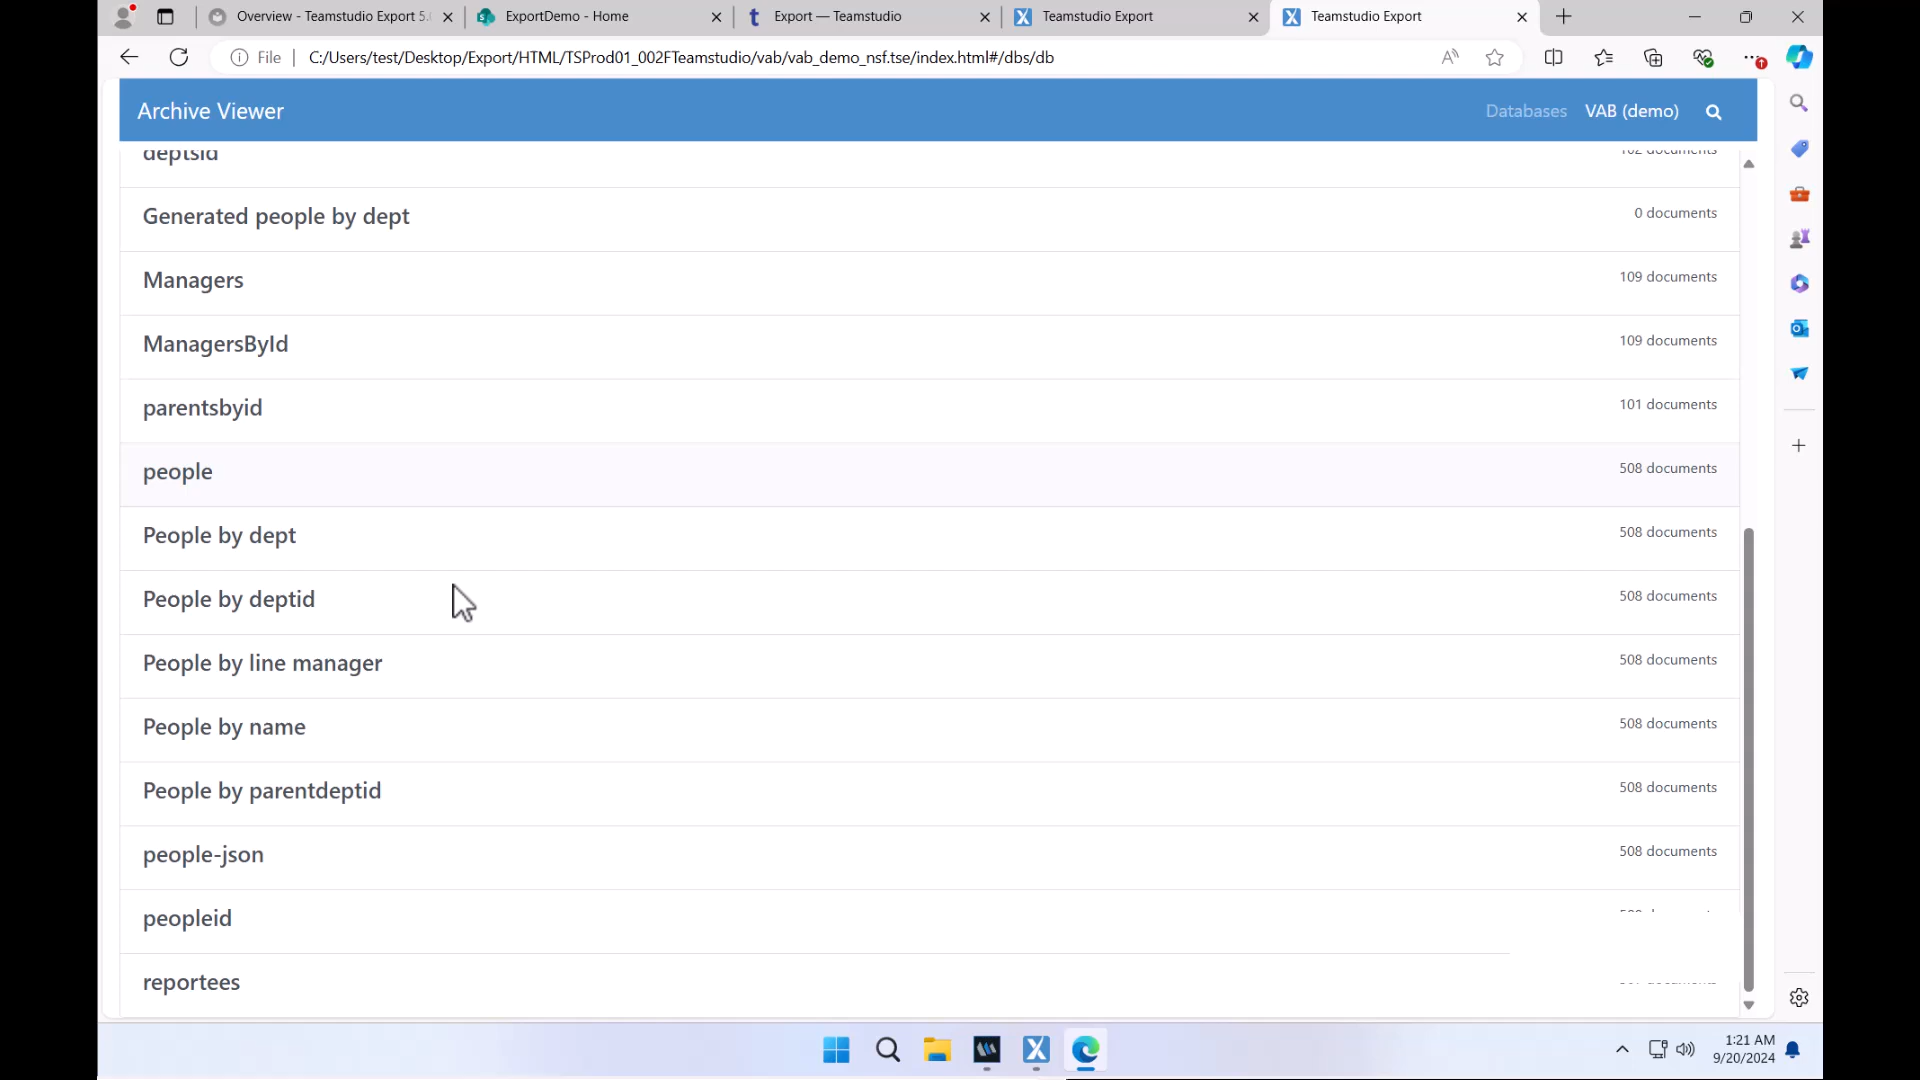 Overview - Teamstudio Export 5.
ExportDemo - Home
Export — Teamstudio
Teamstudio Export
Teamstudio Export
File
C:/Users/test/Desktop/Export/HTML/TSProd01_002FTeamstudio/vab/vab_demo_nsf.tse/index.html#/dbs/db
Archive Viewer
Databases
VAB (demo)
deptsid
Generated people by dept
0 documents
Managers
109 documents
ManagersById
109 documents
parentsbyid
101 documents
people
508 documents
People by dept
508 documents
People by deptid
508 documents
People by line manager
508 documents
People by name
508 documents
People by parentdeptid
508 documents
people-json
508 documents
peopleid
reportees
1:21 AM
9/20/2024